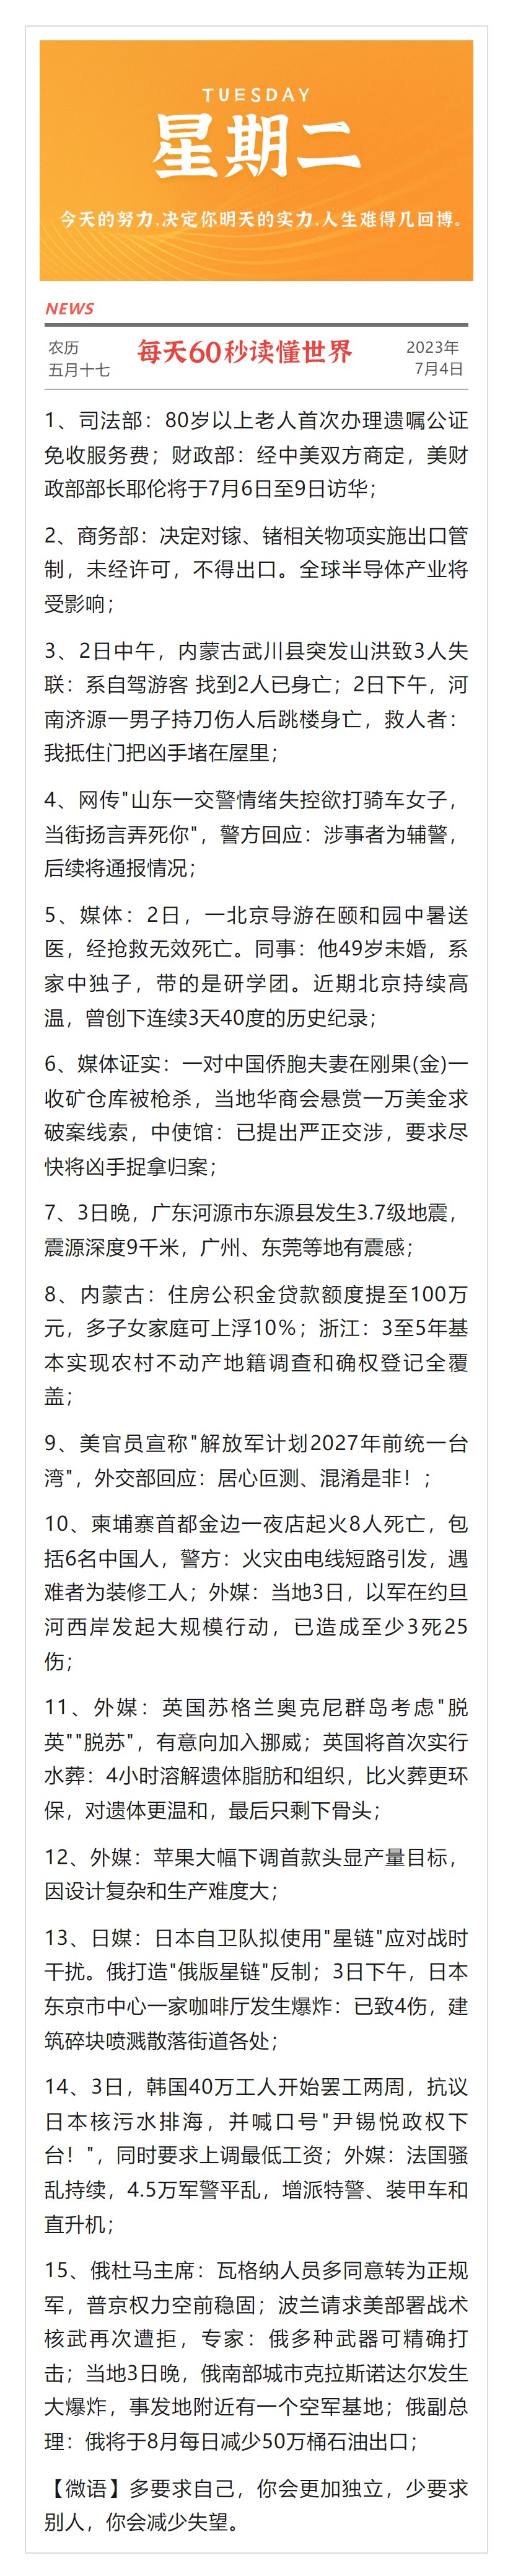 TUESDAY
星期二
今天的努力,决定你明天的实力,人生难得几回博。
NEWS
农历
五月十七
每天60秒读懂世界
2023年
7月4日
1、司法部：80岁以上老人首次办理遗嘱公证
免收服务费；财政部：经中美双方商定，美财
政部部长耶伦将于7月6日至9日访华；
2、商务部：决定对镓、锗相关物项实施出口管
制，未经许可，不得出口。全球半导体产业将
受影响；
3、2日中午，内蒙古武川县突发山洪致3人失
联：系自驾游客 找到2人已身亡；2日下午，河
南济源一男子持刀伤人后跳楼身亡，救人者：
我抵住门把凶手堵在屋里；
4、网传"山东一交警情绪失控欲打骑车女子，
当街扬言弄死你"，警方回应：涉事者为辅警，
后续将通报情况；
5、媒体：2日，一北京导游在颐和园中暑送
医，经抢救无效死亡。同事：他49岁未婚，系
家中独子，带的是研学团。近期北京持续高
温，曾创下连续3天40度的历史纪录；
6、媒体证实：一对中国侨胞夫妻在刚果(金)一
收矿仓库被枪杀，当地华商会悬赏一万美金求
破案线索，中使馆：已提出严正交涉，要求尽
快将凶手捉拿归案；
7、3日晚，广东河源市东源县发生3.7级地震，
震源深度9千米，广州、东莞等地有震感；
8、内蒙古：住房公积金贷款额度提至100万
元，多子女家庭可上浮10%；浙江：3至5年基
本实现农村不动产地籍调查和确权登记全覆
盖；
9、美官员宣称"解放军计划2027年前统一台
湾"，外交部回应：居心叵测、混淆是非！；
10、柬埔寨首都金边一夜店起火8人死亡，包
括6名中国人，警方：火灾由电线短路引发，遇
难者为装修工人；外媒：当地3日，以军在约旦
河西岸发起大规模行动，已造成至少3死25
伤；
11、外媒：英国苏格兰奥克尼群岛考虑"脱
英""脱苏"，有意向加入挪威；英国将首次实行
水葬：4小时溶解遗体脂肪和组织，比火葬更环
保，对遗体更温和，最后只剩下骨头；
12、外媒：苹果大幅下调首款头显产量目标，
因设计复杂和生产难度大；
13、日媒：日本自卫队拟使用"星链"应对战时
干扰。俄打造"俄版星链"反制；3日下午，日本
东京市中心一家咖啡厅发生爆炸：已致4伤，建
筑碎块喷溅散落街道各处；
14、3日，韩国40万工人开始罢工两周，抗议
日本核污水排海，并喊口号"尹锡悦政权下
台！"，同时要求上调最低工资；外媒：法国骚
乱持续，4.5万军警平乱，增派特警、装甲车和
直升机；
15、俄杜马主席：瓦格纳人员多同意转为正规
军，普京权力空前稳固；波兰请求美部署战术
核武再次遭拒，专家：俄多种武器可精确打
击；当地3日晚，俄南部城市克拉斯诺达尔发生
大爆炸，事发地附近有一个空军基地；俄副总
理：俄将于8月每日减少50万桶石油出口；
【微语】多要求自己，你会更加独立，少要求
别人，你会减少失望。